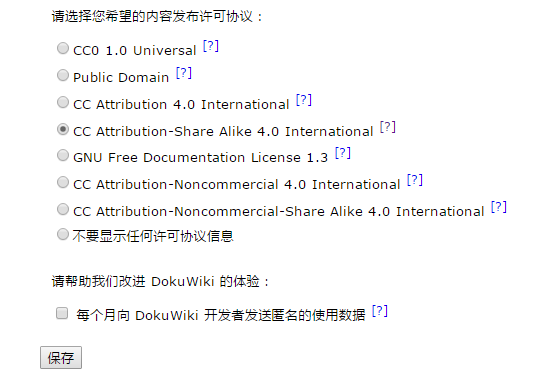 请选择您希望的内容发布许可协议：
CC0 1.0 Universal [?]
Public Domain [?]
CC Attribution 4.0 International [?]
CC Attribution-Share Alike 4.0 International [?]
GNU Free Documentation License 1.3 [?]
CC Attribution-Noncommercial 4.0 International [?]
CC Attribution-Noncommercial-Share Alike 4.0 International [?]
不要显示任何许可协议信息
请帮助我们改进 DokuWiki 的体验：
每个月向 DokuWiki 开发者发送匿名的使用数据 [?]
保存